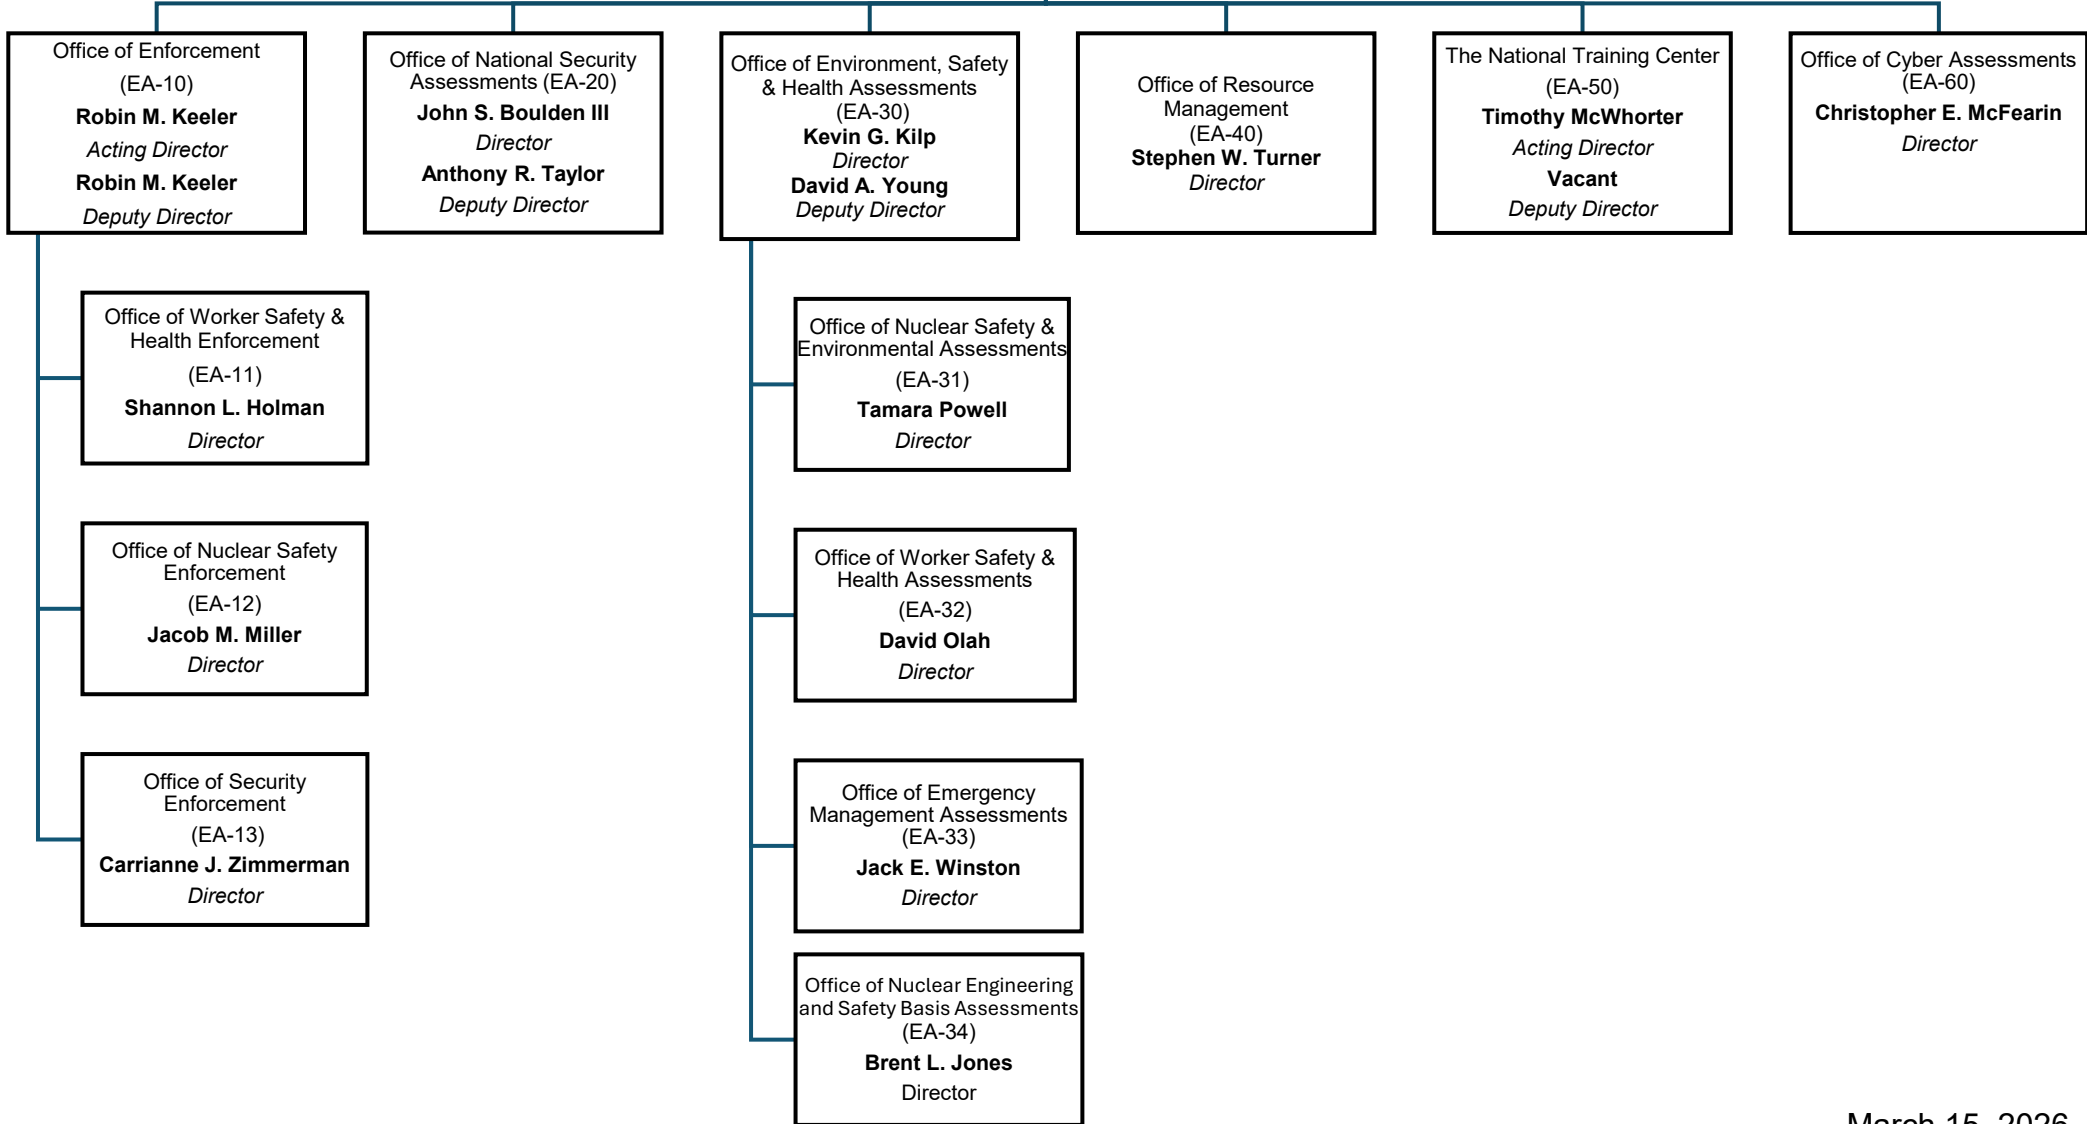 Office of Enforcement
(EA-10)
Robin M. Keeler
Acting Director
Robin M. Keeler
Deputy Director
Office of National Security
Assessments (EA-20)
John S. Boulden III
Director
Anthony R. Taylor
Deputy Director
Office of Environment, Safety
& Health Assessments
(EA-30)
Kevin G. Kilp
Director
David A. Young
Deputy Director
Office of Resource
Management
(EA-40)
Stephen W. Turner
Director
The National Training Center
(EA-50)
Timothy McWhorter
Acting Director
Vacant
Deputy Director
Office of Cyber Assessments
(EA-60)
Christopher E. McFearin
Director
Office of Worker Safety &
Health Enforcement
(EA-11)
Shannon L. Holman
Director
Office of Nuclear Safety
Enforcement
(EA-12)
Jacob M. Miller
Director
Office of Security
Enforcement
(EA-13)
Carrianne J. Zimmerman
Director
Office of Nuclear Safety &
Environmental Assessments
(EA-31)
Tamara Powell
Director
Office of Worker Safety &
Health Assessments
(EA-32)
David Olah
Director
Office of Emergency
Management Assessments
(EA-33)
Jack E. Winston
Director
Office of Nuclear Engineering
and Safety Basis Assessments
(EA-34)
Brent L. Jones
Director
March 15, 2026